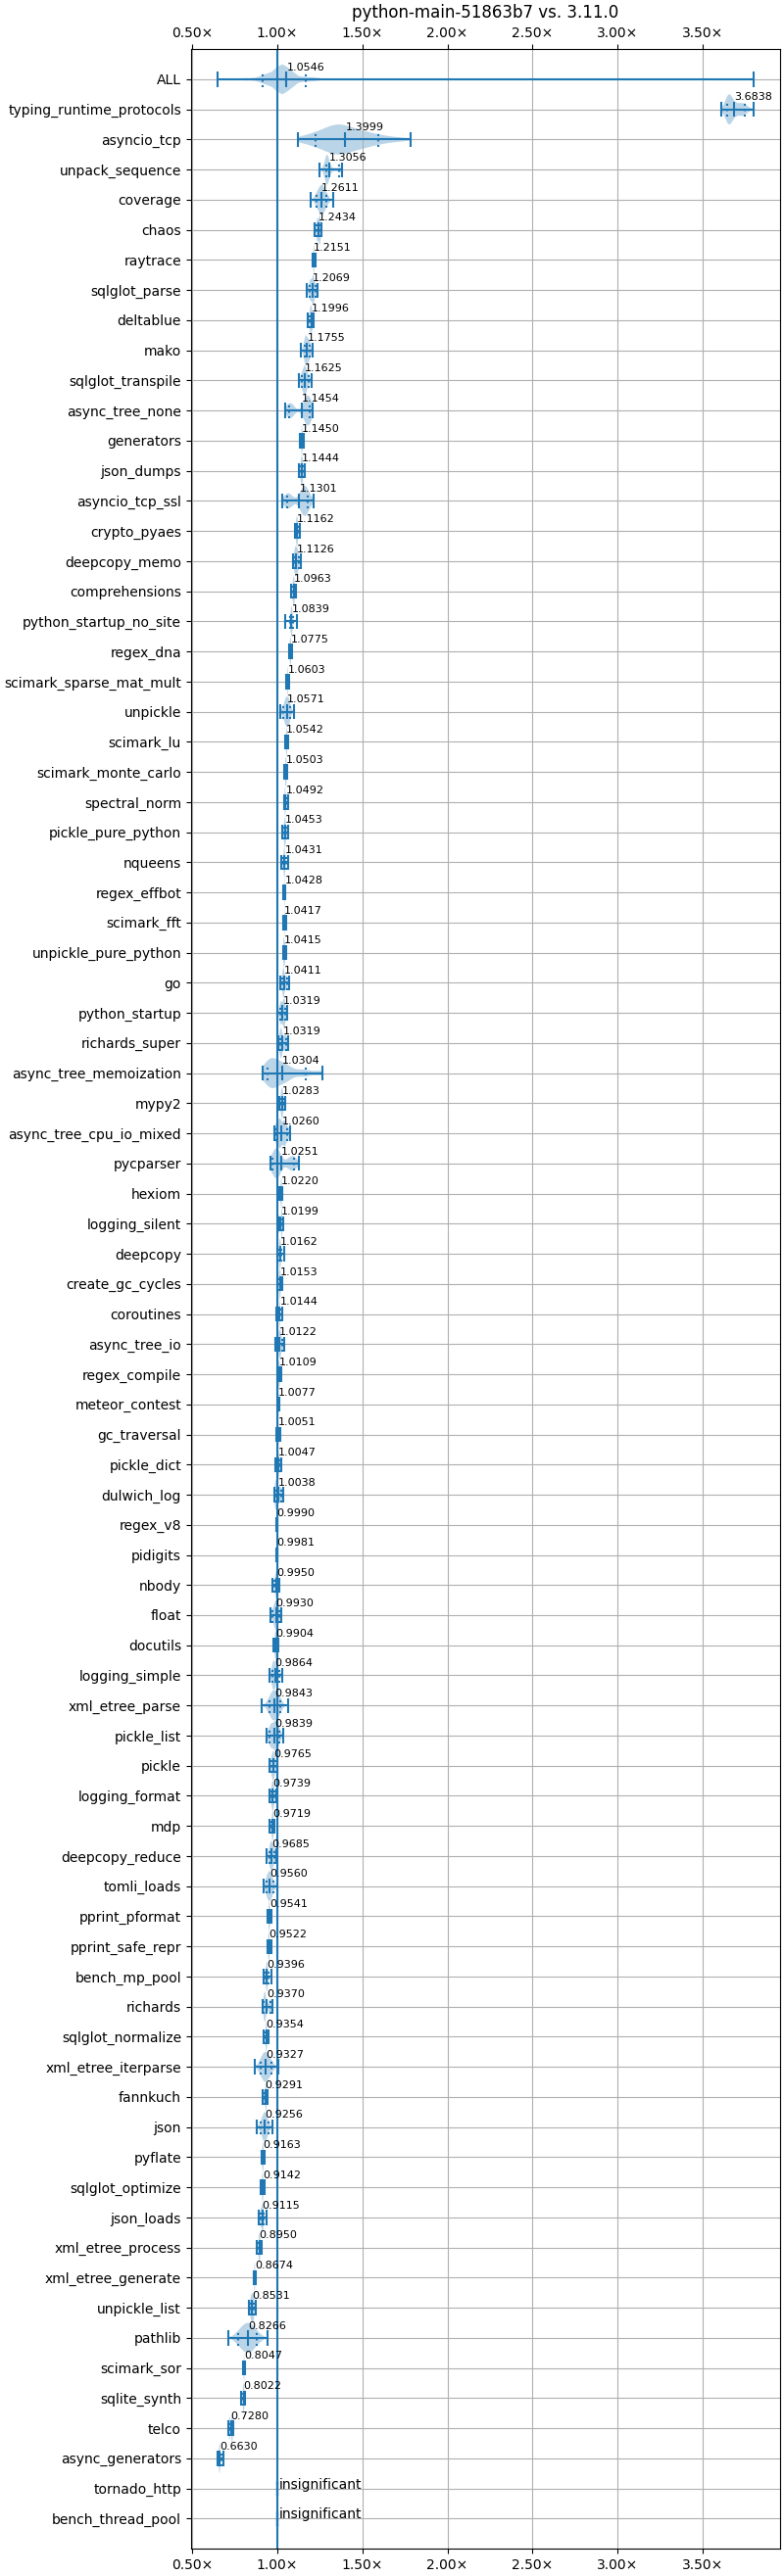 python-main-51863b7 vs. 3.11.0
0.50× 1.00× 1.50× 2.00× 2.50× 3.00× 3.50×
ALL 1.0546
typing_runtime_protocols 3.6838
asyncio_tcp 1.3999
unpack_sequence 1.3056
coverage 1.2611
chaos 1.2434
raytrace 1.2151
sqlglot_parse 1.2069
deltablue 1.1996
mako 1.1755
sqlglot_transpile 1.1625
async_tree_none 1.1454
generators 1.1450
json_dumps 1.1444
asyncio_tcp_ssl 1.1301
crypto_pyaes 1.1162
deepcopy_memo 1.1126
comprehensions 1.0963
python_startup_no_site 1.0839
regex_dna 1.0775
scimark_sparse_mat_mult 1.0603
unpickle 1.0571
scimark_lu 1.0542
scimark_monte_carlo 1.0503
spectral_norm 1.0492
pickle_pure_python 1.0453
nqueens 1.0431
regex_effbot 1.0428
scimark_fft 1.0417
unpickle_pure_python 1.0415
go 1.0411
python_startup 1.0319
richards_super 1.0319
async_tree_memoization 1.0304
mypy2 1.0283
async_tree_cpu_io_mixed 1.0260
pycparser 1.0251
hexiom 1.0220
logging_silent 1.0199
deepcopy 1.0162
create_gc_cycles 1.0153
coroutines 1.0144
async_tree_io 1.0122
regex_compile 1.0109
meteor_contest 1.0077
gc_traversal 1.0051
pickle_dict 1.0047
dulwich_log 1.0038
regex_v8 0.9990
pidigits 0.9981
nbody 0.9950
float 0.9930
docutils 0.9904
logging_simple 0.9864
xml_etree_parse 0.9843
pickle_list 0.9839
pickle 0.9765
logging_format 0.9739
mdp 0.9719
deepcopy_reduce 0.9685
tomli_loads 0.9560
pprint_pformat 0.9541
pprint_safe_repr 0.9522
bench_mp_pool 0.9396
richards 0.9370
sqlglot_normalize 0.9354
xml_etree_iterparse 0.9327
fannkuch 0.9291
json 0.9256
pyflate 0.9163
sqlglot_optimize 0.9142
json_loads 0.9115
xml_etree_process 0.8950
xml_etree_generate 0.8674
unpickle_list 0.8531
pathlib 0.8266
scimark_sor 0.8047
sqlite_synth 0.8022
telco 0.7280
async_generators 0.6630
tornado_http insignificant
bench_thread_pool insignificant
0.50× 1.00× 1.50× 2.00× 2.50× 3.00× 3.50×